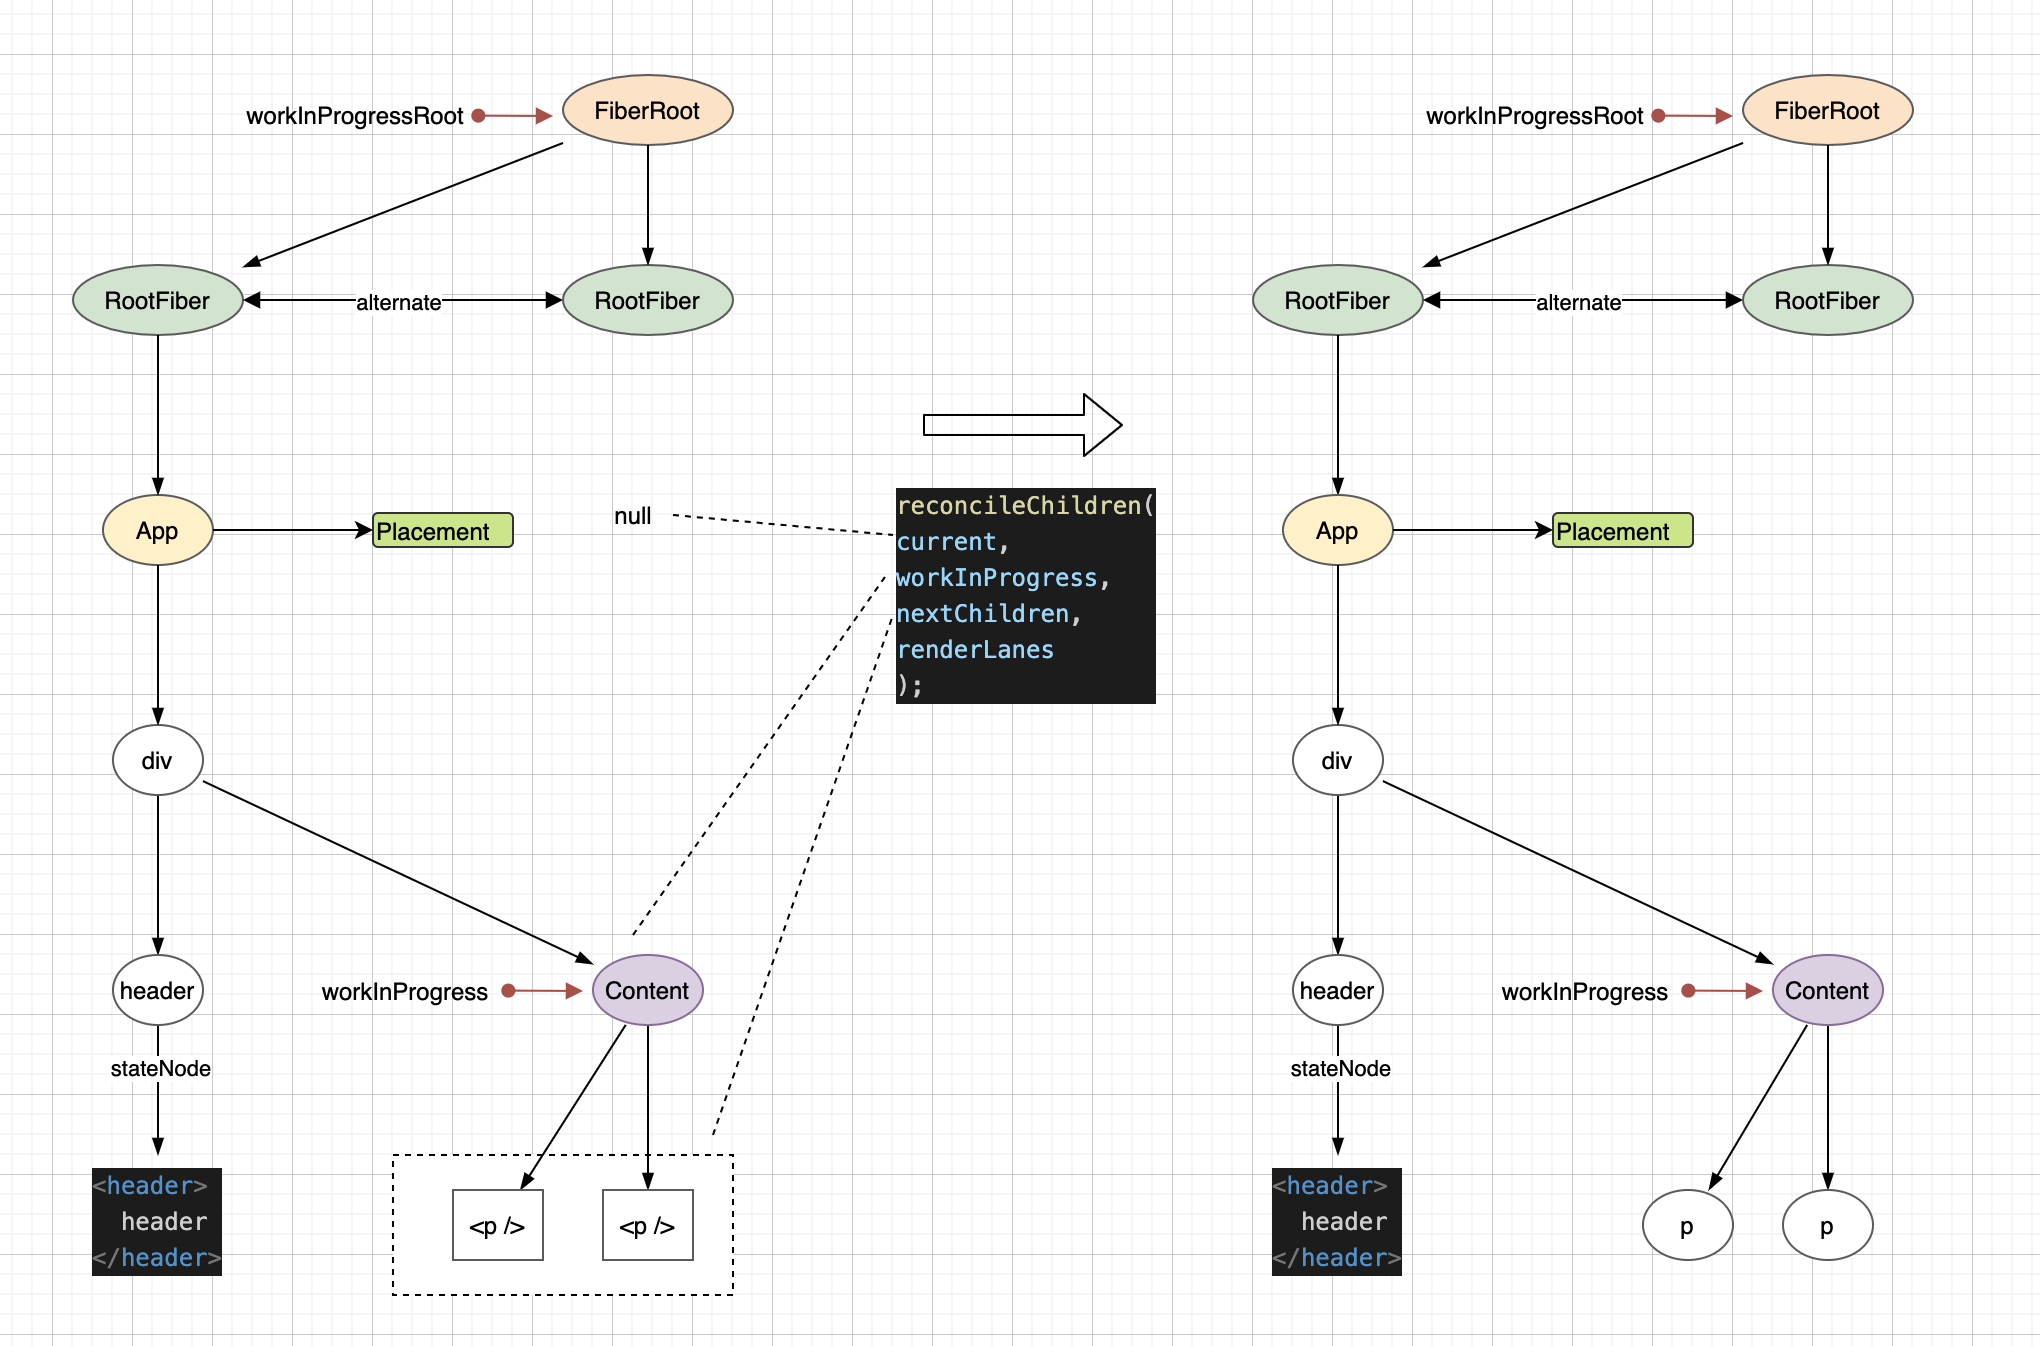 workInProgressRoot
FiberRoot
RootFiber
alternate
RootFiber
App
Placement
null
div
header
workInProgress
Content
stateNode
<header>
header
</header>
<p />
<p />
reconcileChildren(
current,
workInProgress,
nextChildren,
renderLanes
);
workInProgressRoot
FiberRoot
RootFiber
alternate
RootFiber
App
Placement
div
header
workInProgress
Content
stateNode
<header>
header
</header>
p
p